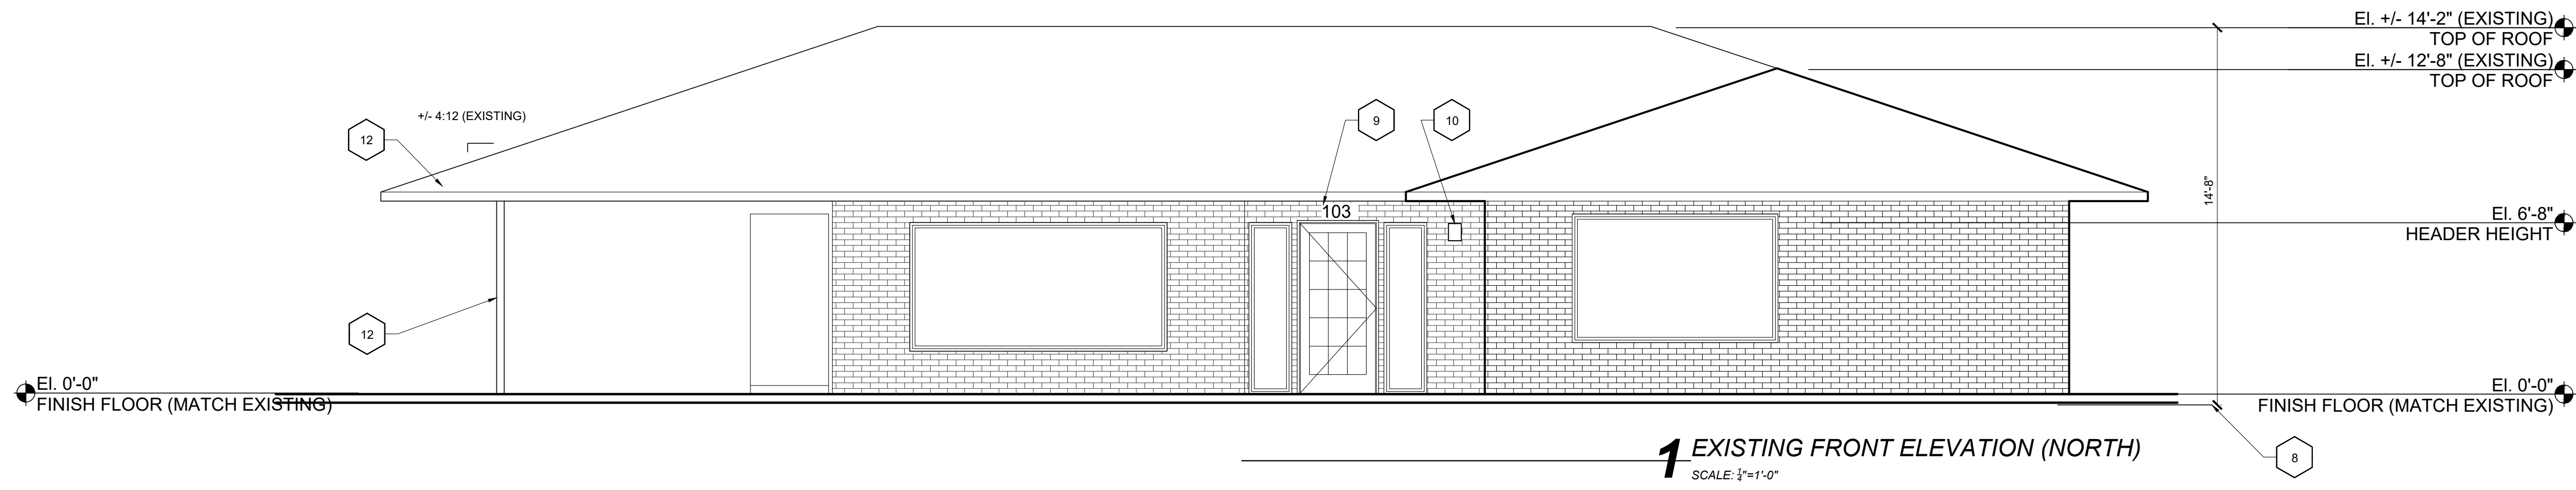 El. +/- 14'-2" (EXISTING)
TOP OF ROOF
El. +/- 12'-8" (EXISTING)
TOP OF ROOF
+/- 4:12 (EXISTING)
12
9
10
14'-8"
103
El. 6'-8"
HEADER HEIGHT
12
El. 0'-0"
FINISH FLOOR (MATCH EXISTING)
El. 0'-0"
FINISH FLOOR (MATCH EXISTING)
1 EXISTING FRONT ELEVATION (NORTH)
SCALE: ¼"=1'-0"
8